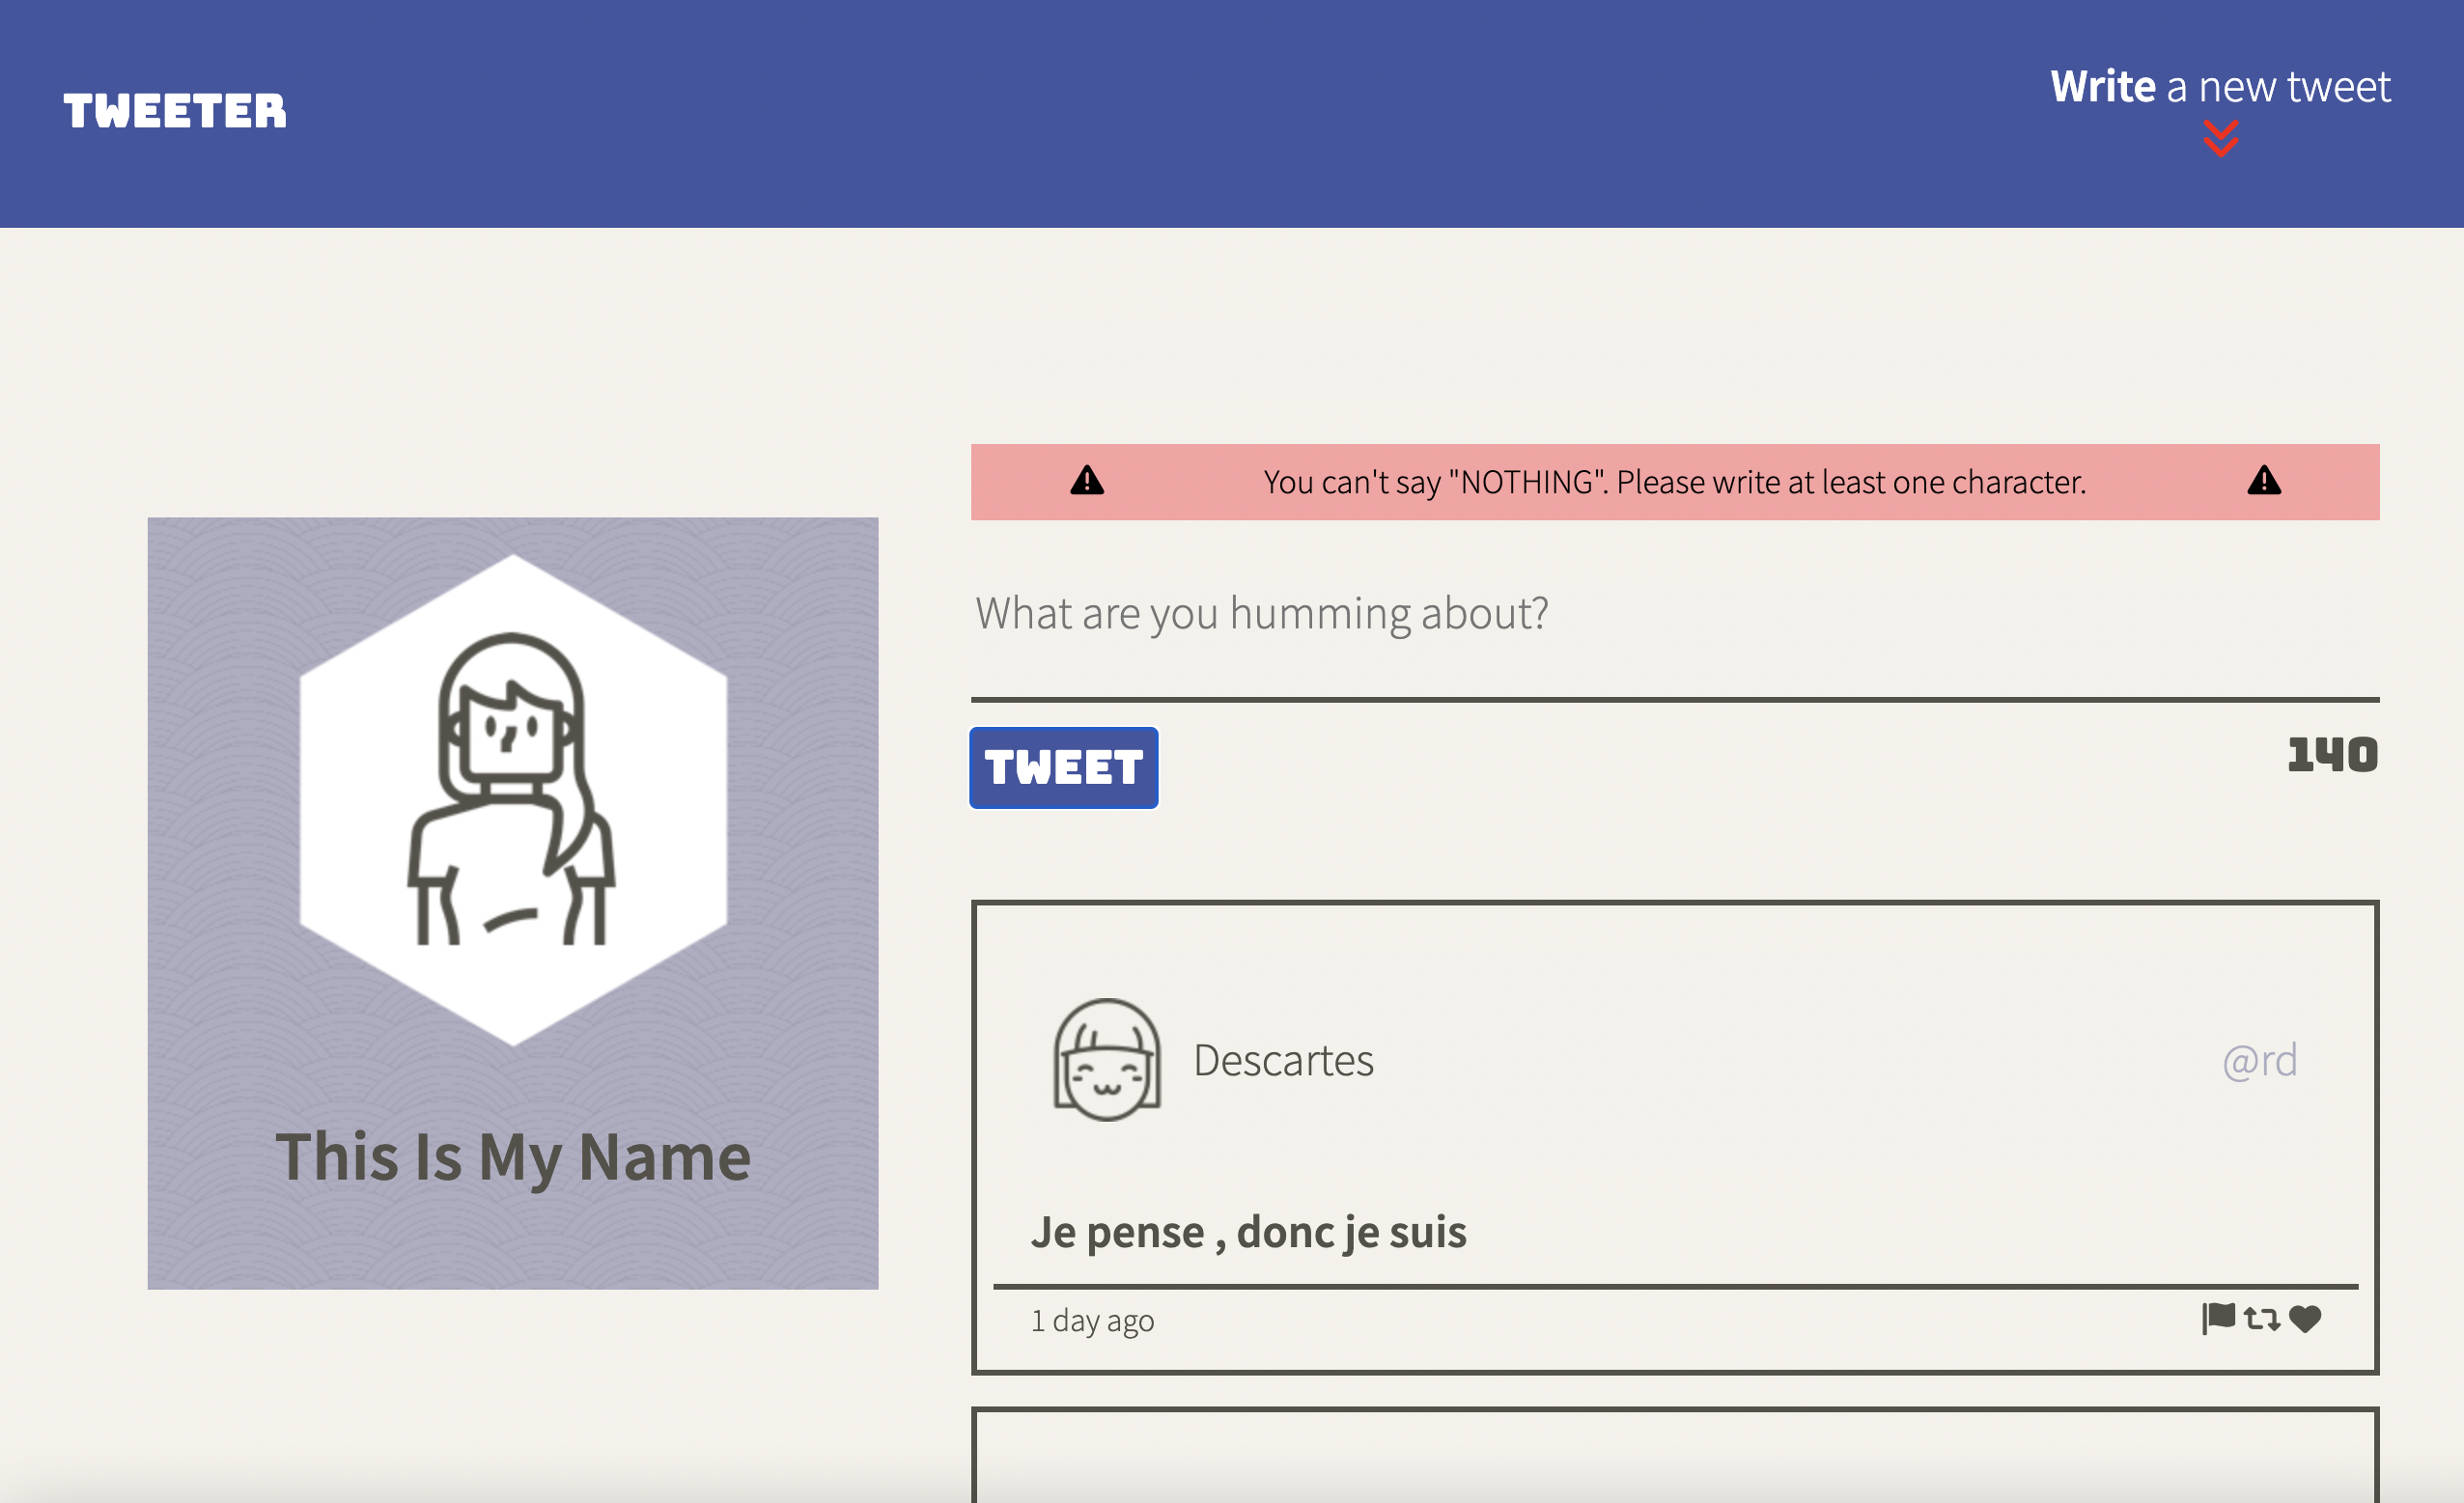 TWEETER
Write a new tweet
You can't say "NOTHING". Please write at least one character.
What are you humming about?
TWEET
140
This Is My Name
Descartes
@rd
Je pense , donc je suis
1 day ago